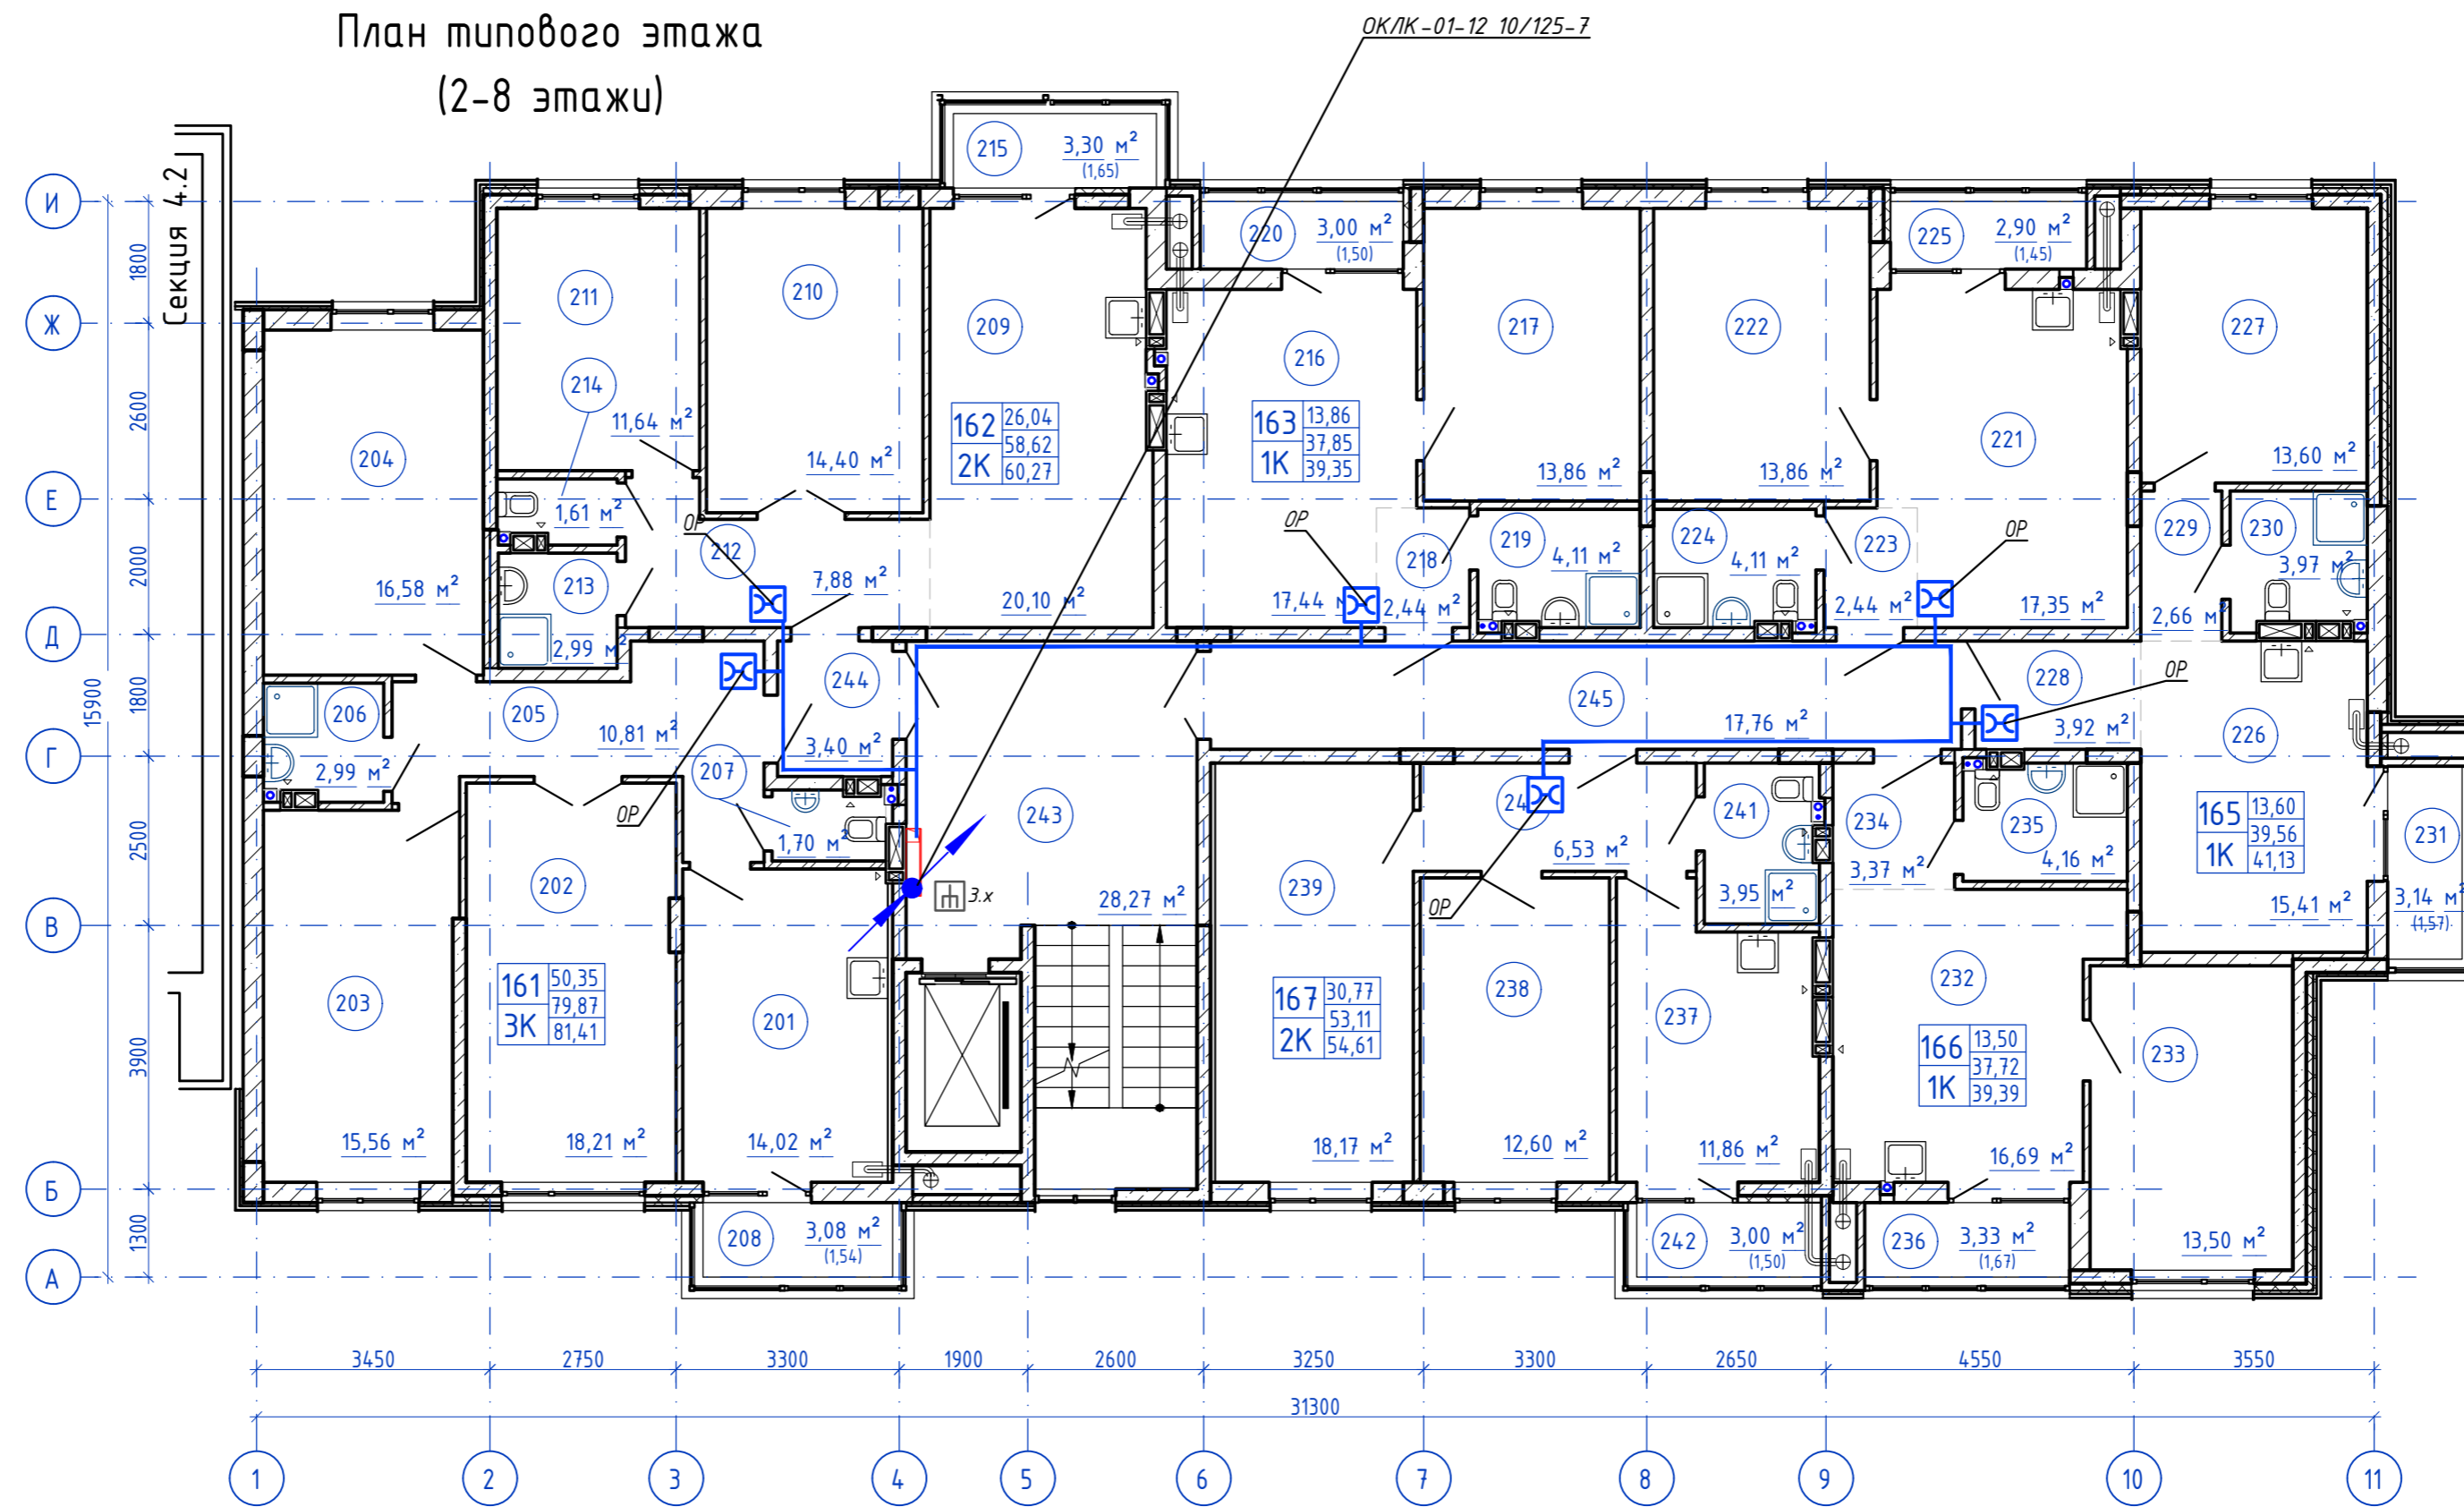 План типового этажа
(2-8 этажи)
ОК/ЛК-01-12 10/125-7
Секция 4.2
И
Ж
Е
Д
Г
В
Б
А
1800
2600
2000
1800
2500
3900
1300
15900
215
3,30 м²
(1,65)
220
3,00 м²
(1,50)
225
2,90 м²
(1,45)
211
210
209
217
222
227
214
216
11,64 м²
162
2К
26,04
58,62
60,27
163
1К
13,86
37,85
39,35
221
204
14,40 м²
13,86 м²
13,86 м²
13,60 м²
1,61 м²
ОР
212
ОР
218
219
4,11 м²
224
4,11 м²
223
ОР
229
230
3,97 м²
213
16,58 м²
7,88 м²
20,10 м²
17,44
2,44 м²
2,44 м²
17,35 м²
2,66 м²
2,99 м²
206
205
244
245
228
ОР
226
10,81 м²
3,40 м²
17,76 м²
3,92 м²
2,99 м²
207
ОР
1,70 м²
243
24
241
234
235
165
1К
13,60
39,56
41,13
231
6,53 м²
3,37 м²
4,16 м²
202
3.х
28,27 м²
239
ОР
3,95 м²
15,41 м²
3,14 м²
(1,57)
203
161
3К
50,35
79,87
81,41
201
167
2К
30,77
53,11
54,61
238
237
232
166
1К
13,50
37,72
39,39
233
15,56 м²
18,21 м²
14,02 м²
18,17 м²
12,60 м²
11,86 м²
16,69 м²
208
3,08 м²
(1,54)
242
3,00 м²
(1,50)
236
3,33 м²
(1,67)
13,50 м²
3450
2750
3300
1900
2600
3250
3300
2650
4550
3550
31300
1
2
3
4
5
6
7
8
9
10
11